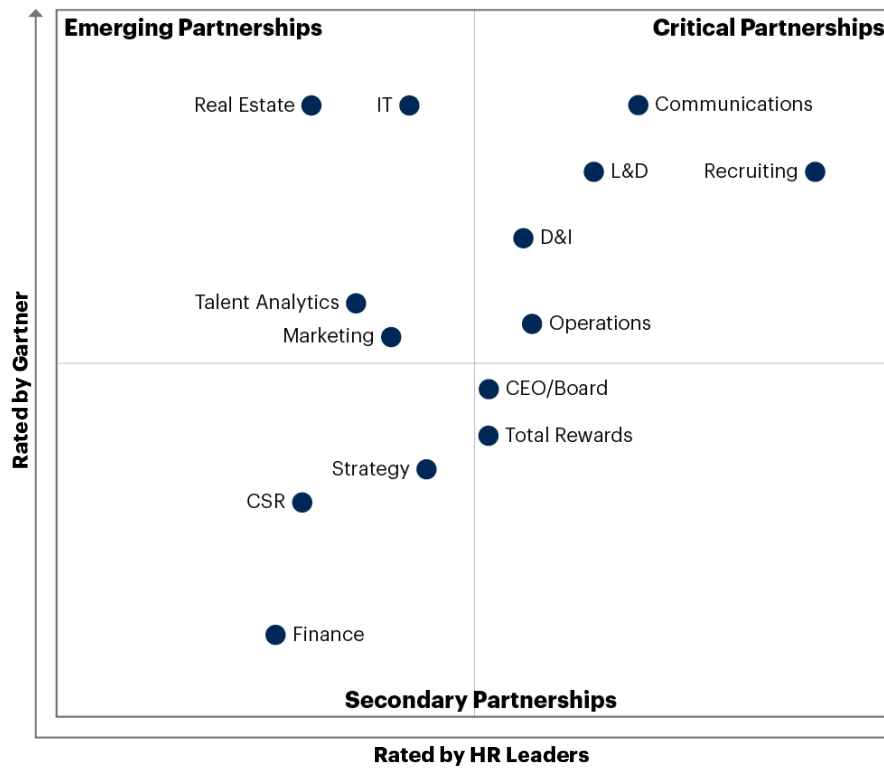 Emerging Partnerships
Critical Partnerships
Real Estate
IT
Communications
L&D
Recruiting
D&I
Talent Analytics
Operations
Marketing
CEO/Board
Total Rewards
Strategy
CSR
Finance
Secondary Partnerships
Rated by Gartner
Rated by HR Leaders